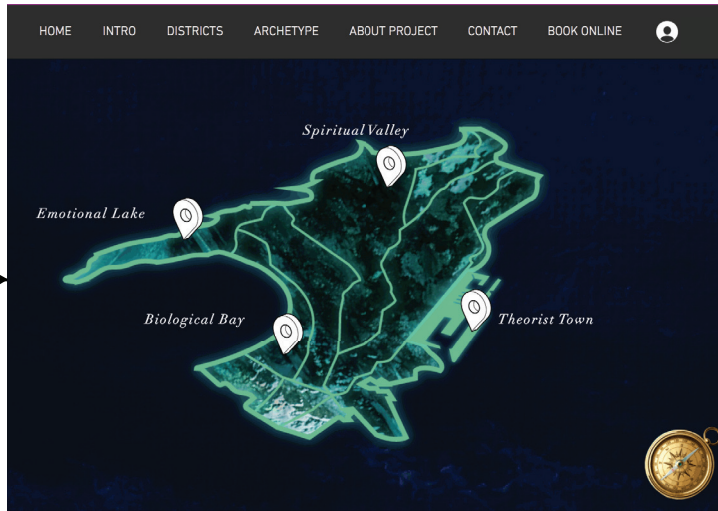 HOME INTRO DISTRICTS ARCHETYPE ABOUT PROJECT CONTACT BOOK ONLINE
Spiritual Valley
Emotional Lake
Biological Bay
Theorist Town